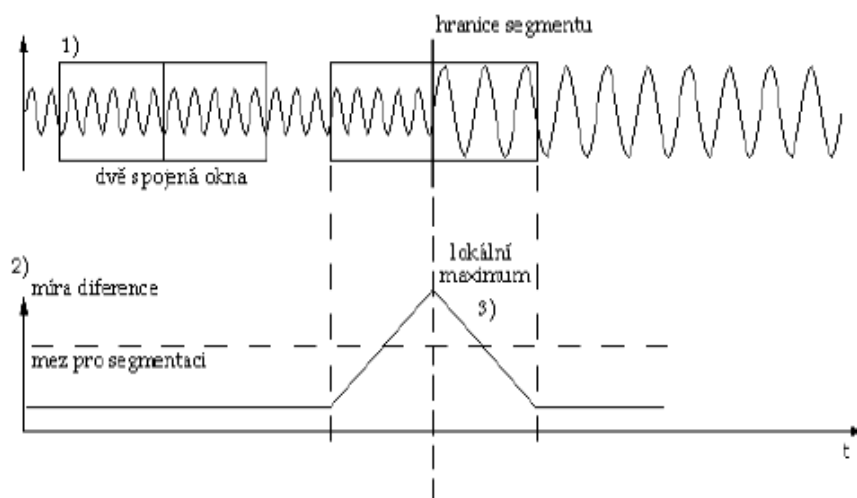 hranice segmentu
1)
dvě spojená okna
2)
míra diference
lokální
maximum
3)
mez pro segmentaci
t